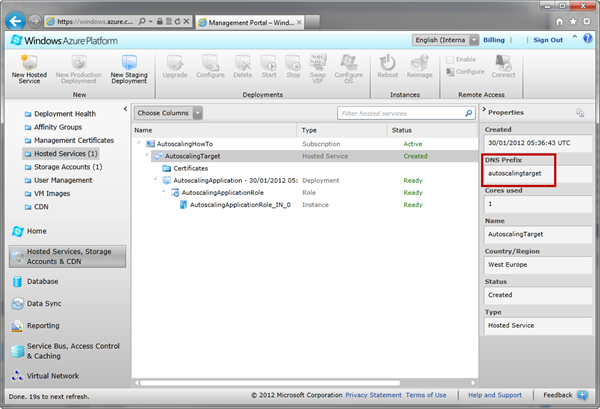 https://windows.azure.c...
Management Portal – Wind...
WindowsAzurePlatform
English (Interna
Billing
Sign Out
New Hosted Service
New Production Deployment
New Staging Deployment
Upgrade
Configure
Delete
Start
Stop
Swap VIP
Configure OS
Reboot
Reimage
Enable
Configure
Connect
New
Deployments
Instances
Remote Access
Deployment Health
Affinity Groups
Management Certificates
Hosted Services (1)
Storage Accounts (1)
User Management
VM Images
CDN
Home
Hosted Services, Storage Accounts & CDN
Database
Data Sync
Reporting
Service Bus, Access Control & Caching
Virtual Network
Choose Columns
Filter hosted services
Name Type Status
AutoscalingHowTo Subscription Active
AutoscalingTarget Hosted Service Created
Certificates
AutoscalingApplication - 30/01/2012 05: Deployment Ready
AutoscalingApplicationRole Role Ready
AutoscalingApplicationRole_IN_0 Instance Ready
Properties
Created
30/01/2012 05:36:43 UTC
DNS Prefix
autoscalingtarget
Cores used
1
Name
AutoscalingTarget
Country/Region
West Europe
Status
Created
Type
Hosted Service
Done. 19s to next refresh.
© 2012 Microsoft Corporation Privacy Statement Terms of Use
Help and Support
Feedback